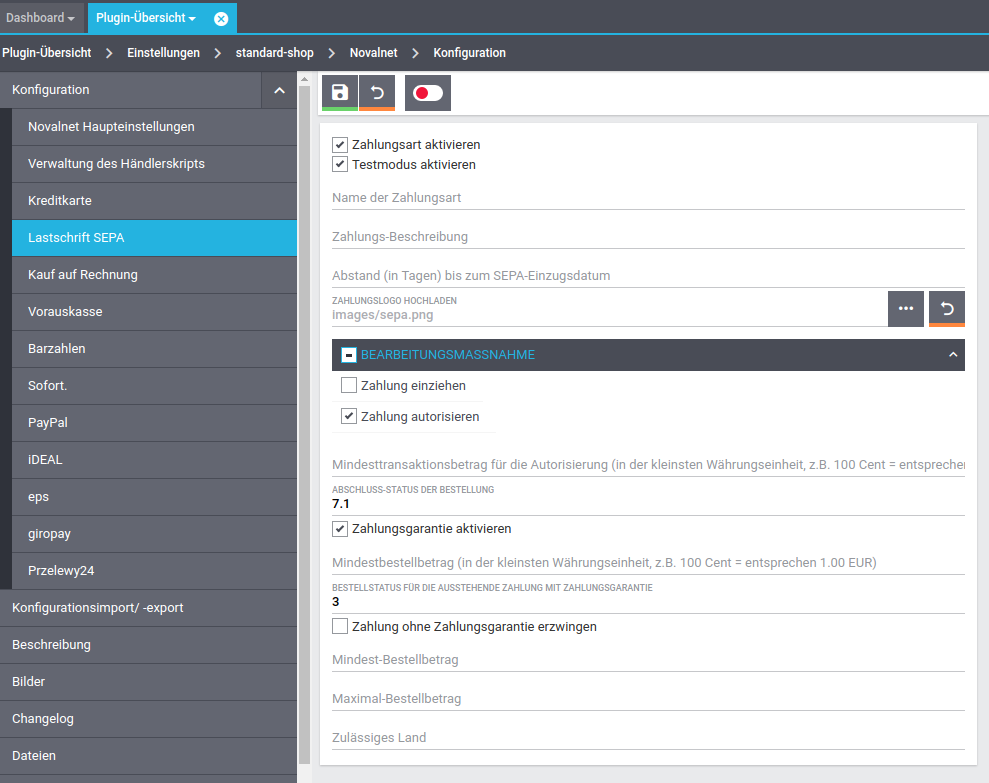 Dashboard
Plugin-Übersicht
Plugin-Übersicht > Einstellungen > standard-shop > Novalnet > Konfiguration
Konfiguration
Novalnet Haupteinstellungen
Verwaltung des Händlerskripts
Kreditkarte
Lastschrift SEPA
Kauf auf Rechnung
Vorauskasse
Barzahlen
Sofort.
PayPal
iDEAL
eps
giropay
Przelewy24
Konfigurationsimport/ -export
Beschreibung
Bilder
Changelog
Dateien
Zahlungsart aktivieren
Testmodus aktivieren
Name der Zahlungsart
Zahlungs-Beschreibung
Abstand (in Tagen) bis zum SEPA-Einzugsdatum
ZAHLUNGSLOGO HOCHLADEN
images/sepa.png
BEARBEITUNGSMASSNAHME
Zahlung einziehen
Zahlung autorisieren
Mindesttransaktionsbetrag für die Autorisierung (in der kleinsten Währungseinheit, z.B. 100 Cent = entsprechen
ABSCHLUSS-STATUS DER BESTELLUNG
7.1
Zahlungsgarantie aktivieren
Mindestbestellbetrag (in der kleinsten Währungseinheit, z.B. 100 Cent = entsprechen 1.00 EUR)
BESTELLSTATUS FÜR DIE AUSSTEHENDE ZAHLUNG MIT ZAHLUNGSGARANTIE
3
Zahlung ohne Zahlungsgarantie erzwingen
Mindest-Bestellbetrag
Maximal-Bestellbetrag
Zulässiges Land